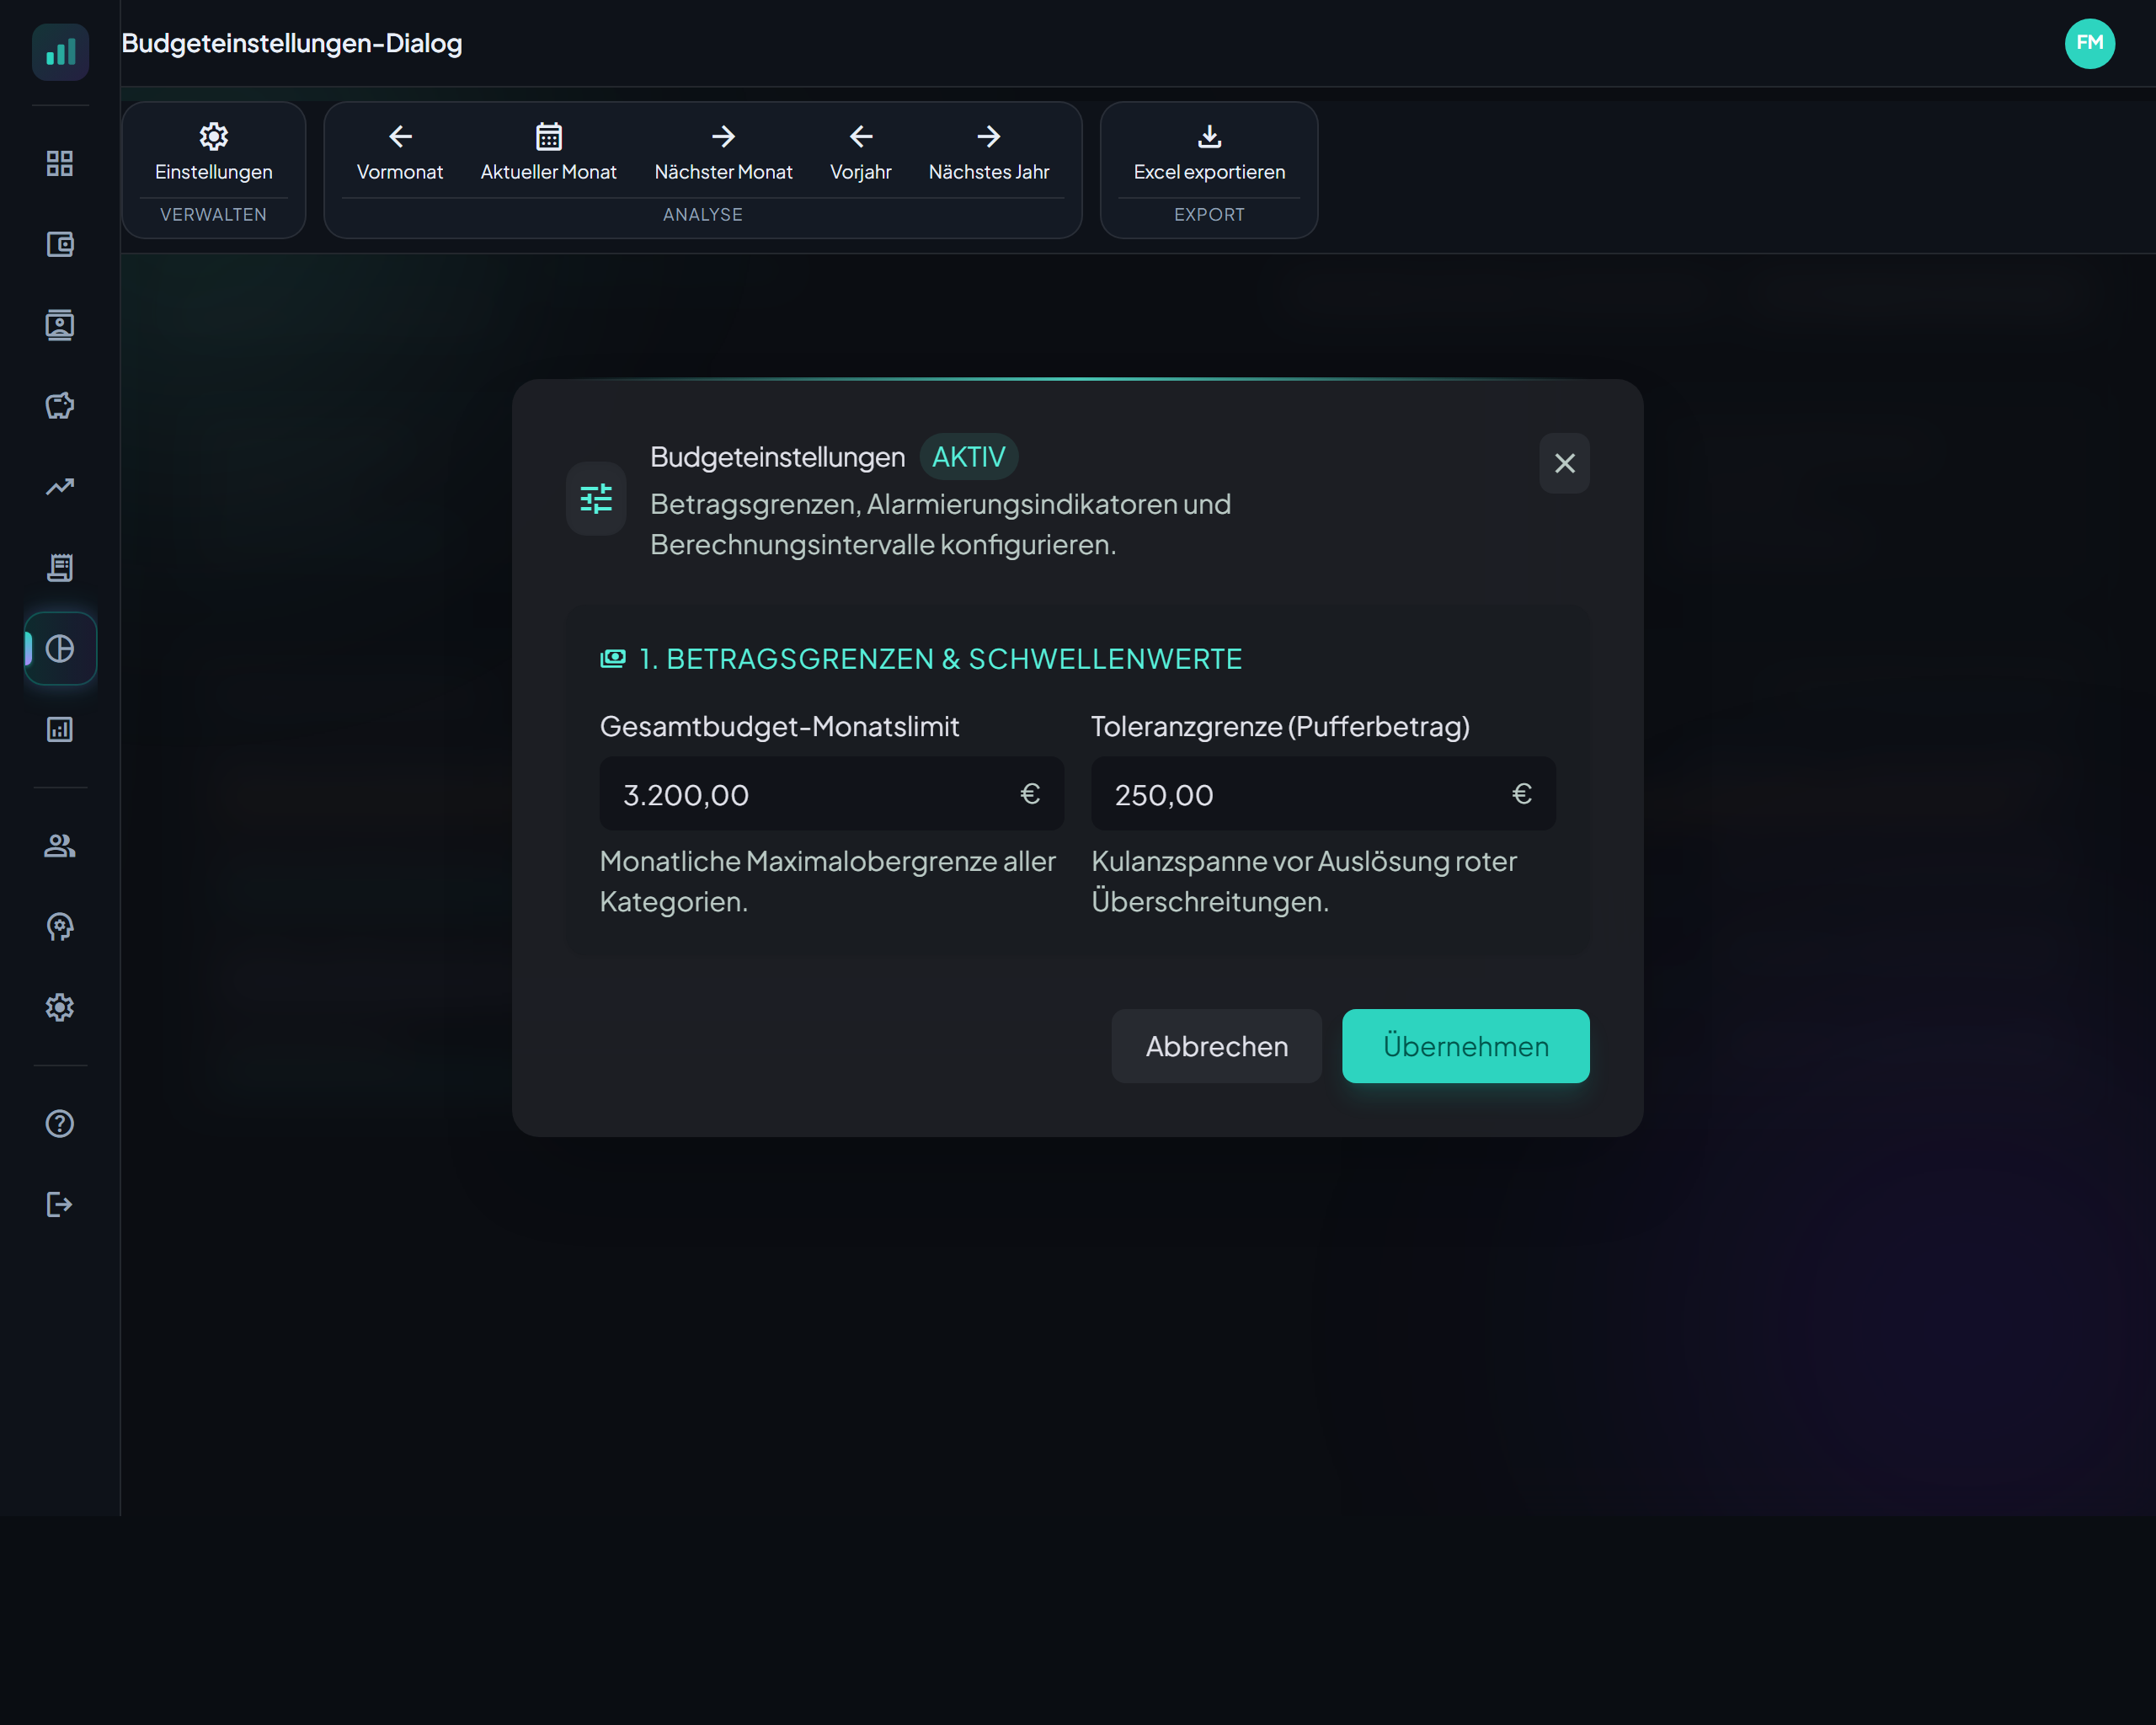 Budgeteinstellungen-Dialog
FM
Einstellungen
VERWALTEN
Vormonat
Aktueller Monat
Nächster Monat
Vorjahr
Nächstes Jahr
ANALYSE
Excel exportieren
EXPORT
Budgeteinstellungen AKTIV
Betragsgrenzen, Alarmierungsindikatoren und
Berechnungsintervalle konfigurieren.
1. BETRAGSGRENZEN & SCHWELLENWERTE
Gesamtbudget-Monatslimit
3.200,00 €
Monatliche Maximalobergrenze aller
Kategorien.
Toleranzgrenze (Pufferbetrag)
250,00 €
Kulanzspanne vor Auslösung roter
Überschreitungen.
Abbrechen
Übernehmen